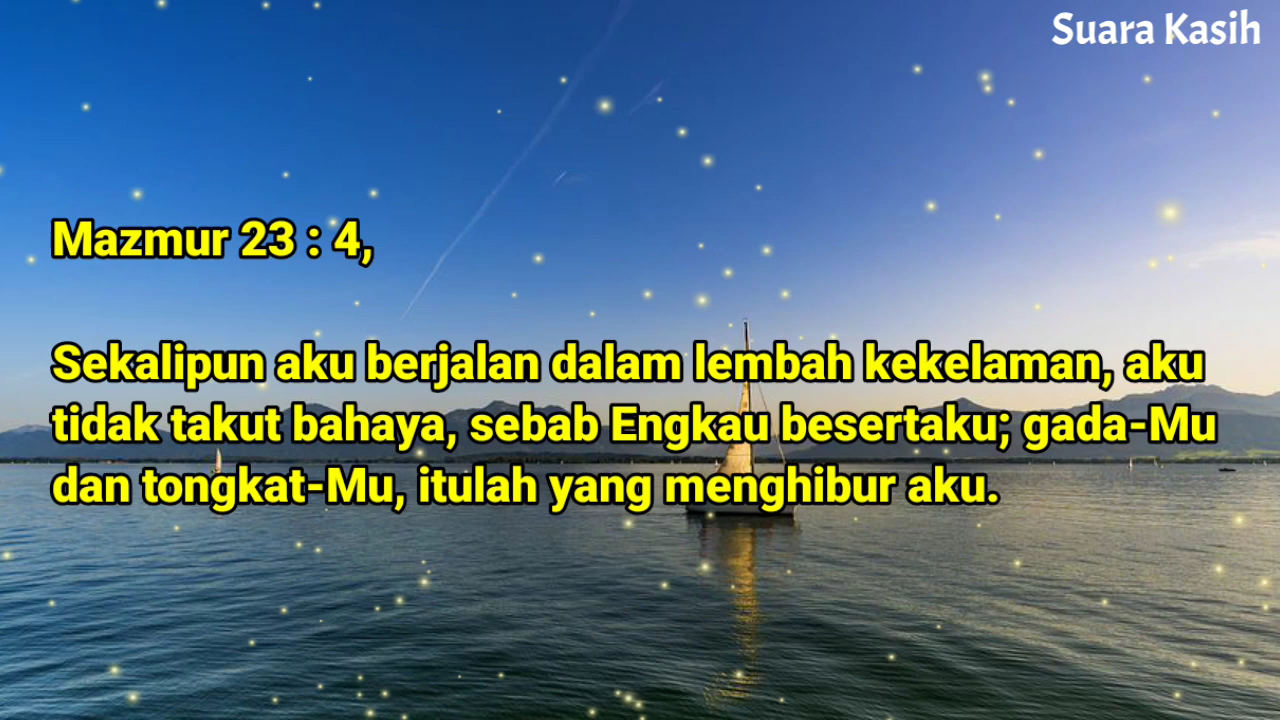 Suara Kasih
Mazmur 23 : 4,
Sekalipun aku berjalan dalam lembah kekelaman, aku
tidak takut bahaya, sebab Engkau besertaku; gada-Mu
dan tongkat-Mu, itulah yang menghibur aku.